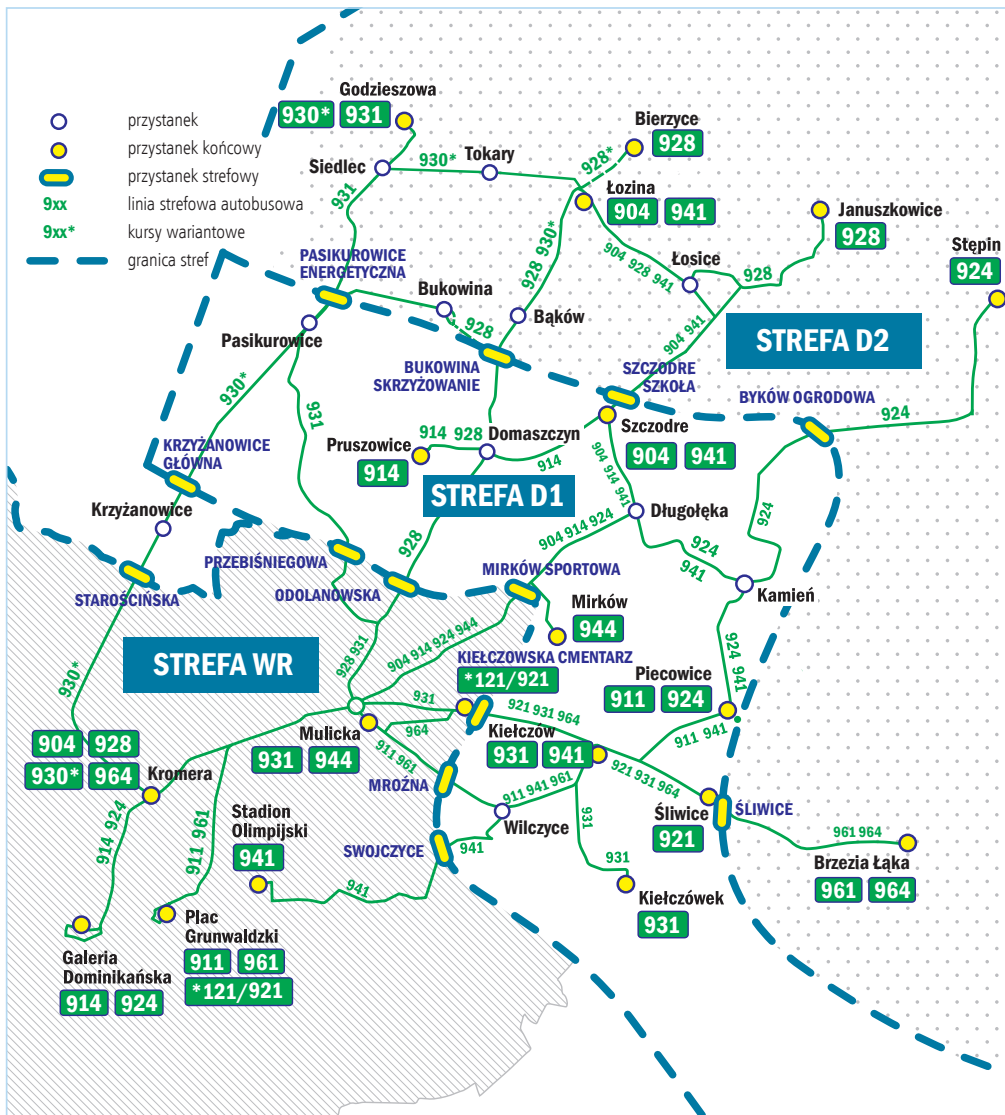 przystanek
przystanek końcowy
przystanek strefowy
9xx linia strefowa autobusowa
9xx* kursy wariantowe
granica stref
Godzieszowa
930* 931
Siedlec
930*
Tokary
931
Bierzyce
928
928*
Łozina
904 941
Januszkowice
928
Stępin
924
PASIKUROWICE
ENERGETYCZNA
Bukowina
928 930*
904 928 941
Łosice
928
Pasikurowice
928
Bąków
904 941
STREFA D2
BUKOWINA
SKRZYŻOWANIE
SZCZODRE
SZKOŁA
BYKÓW OGRODOWA
924
930*
931
Pruszowice
914
914 928
Domaszczyn
914
Szczodre
904 941
KRZYŻANOWICE
GŁÓWNA
Krzyżanowice
STREFA D1
904 914 941
Długołęka
924
904 914 924
924
941
928
PRZEBIŚNIEGOWA
ODOLANOWSKA
MIRKÓW SPORTOWA
Kamień
STAROŚCIŃSKA
Mirków
944
STREFA WR
928 931
904 914 924 944
KIEŁCZOWSKA CMENTARZ
*121/921
924 941
Piecowice
911 924
930*
931
964
921 931 964
911 941
904 928
930* 964
Kromera
Mulicka
931 944
911 961
Kiełczów
931 941
921 931 964
MROŹNA
911 941 961
Śliwice
921
ŚLIWICE
914 924
911 961
Stadion
Olimpijski
941
Wilczyce
931
961 964
SWOJCZYCE
941
941
931
Kiełczówek
931
Brzezia Łąka
961 964
Galeria
Dominikańska
914 924
Plac
Grunwaldzki
911 961
*121/921